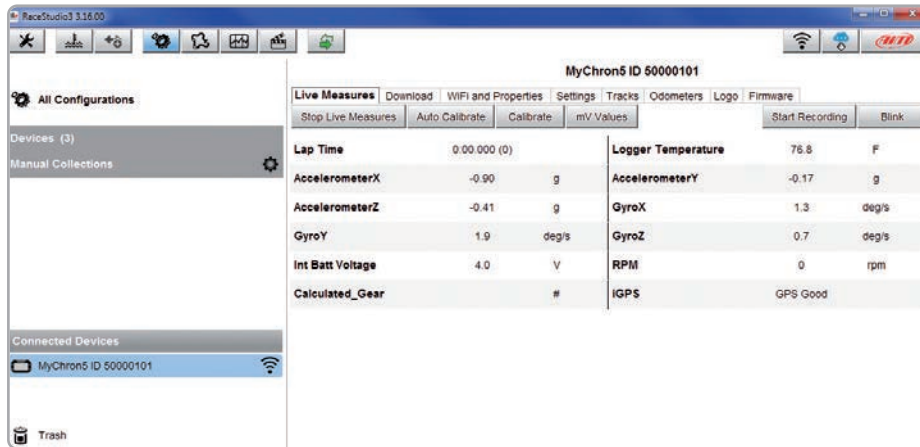 RaceStudio3 3.16.00
AiM
MyChron5 ID 50000101
All Configurations
Live Measures Download WiFi and Properties Settings Tracks Odometers Logo Firmware
Stop Live Measures Auto Calibrate Calibrate mV Values Start Recording Blink
Devices (3)
Manual Collections
Lap Time 0:00.000 (0) Logger Temperature 76.8 F
AccelerometerX -0.90 g AccelerometerY -0.17 g
AccelerometerZ -0.41 g GyroX 1.3 deg/s
GyroY 1.9 deg/s GyroZ 0.7 deg/s
Int Batt Voltage 4.0 V RPM 0 rpm
Calculated_Gear # iGPS GPS Good
Connected Devices
MyChron5 ID 50000101
Trash